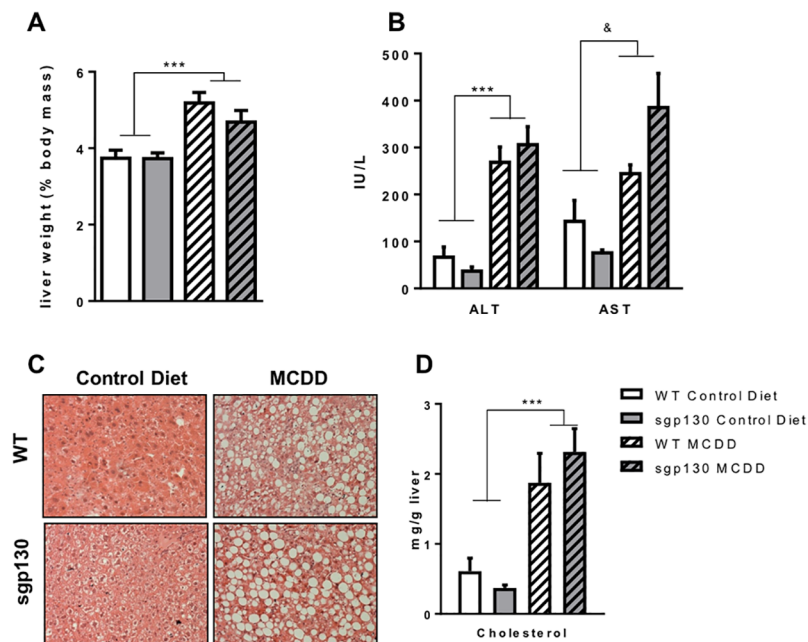 A
liver weight (% body mass)
6
4
2
0
***
B
IU/L
500
400
300
200
100
0
***
&
ALT
AST
C
Control Diet
MCDD
WT
sgp130
D
mg/g liver
3
2
1
0
***
Cholesterol
WT Control Diet
sgp130 Control Diet
WT MCDD
sgp130 MCDD